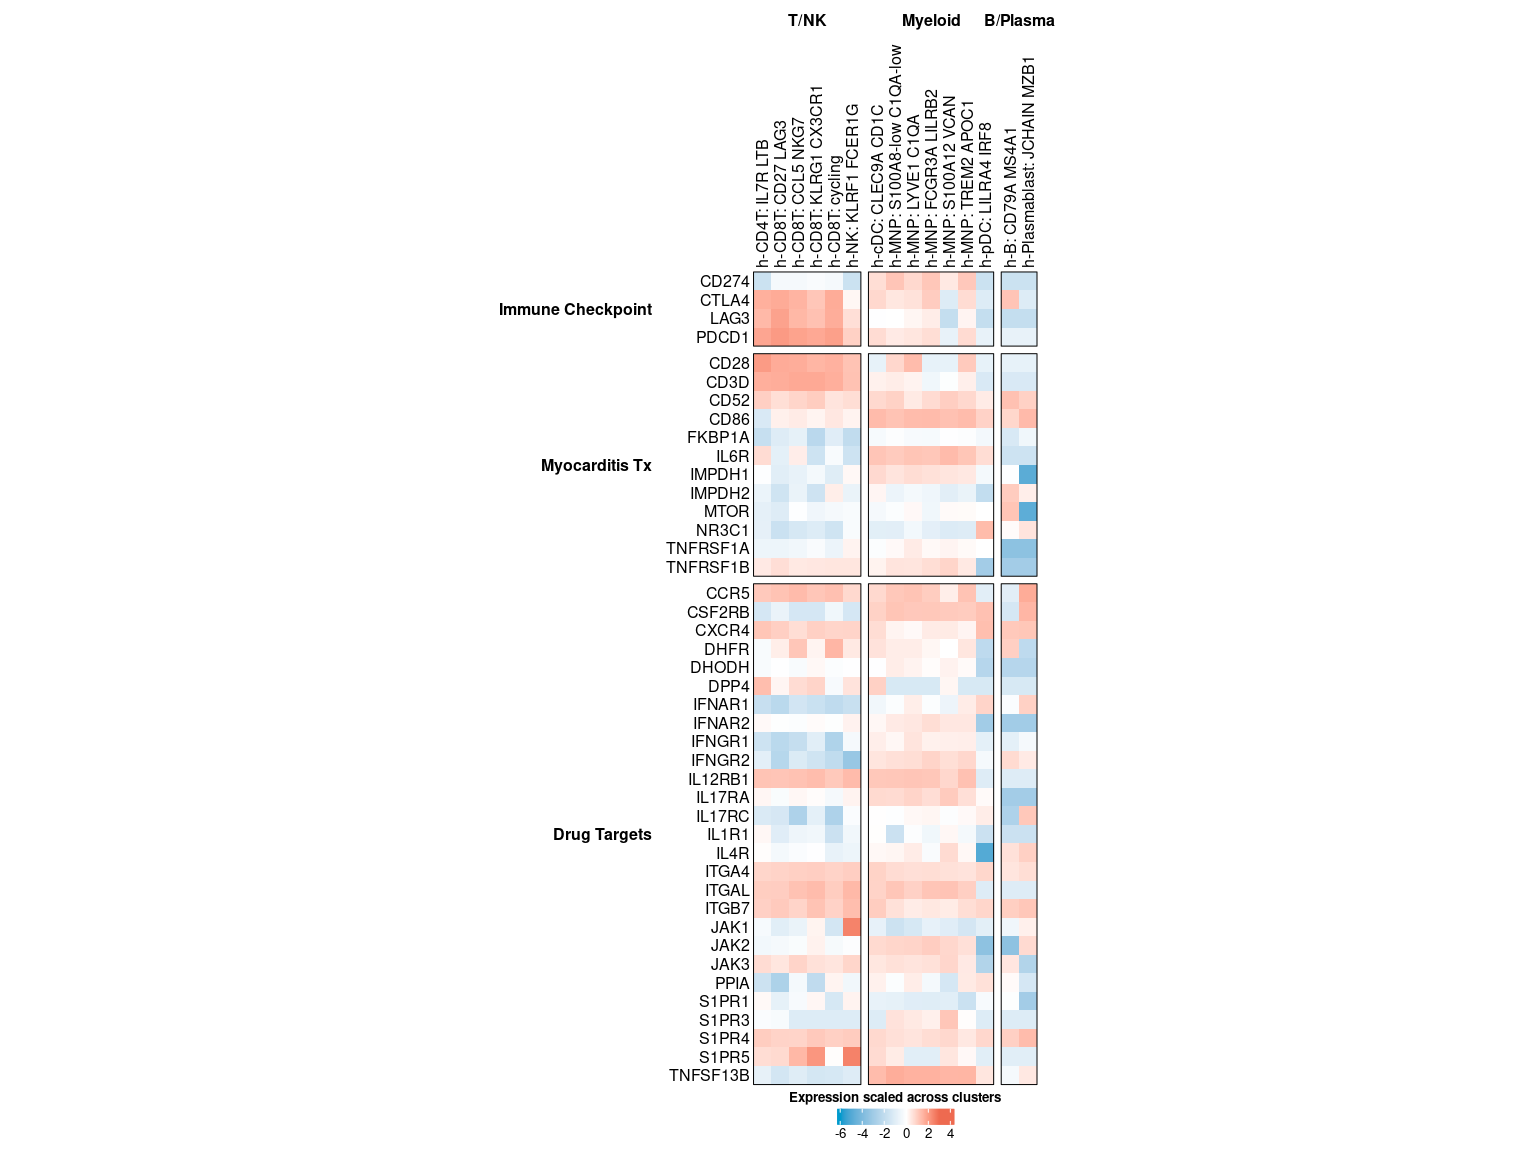 T/NK Myeloid B/Plasma
h-CD4T: IL7R LTB
h-CD8T: CD27 LAG3
h-CD8T: CCL5 NKG7
h-CD8T: KLRG1 CX3CR1
h-CD8T: cycling
h-NK: KLRF1 FCER1G
h-cDC: CLEC9A CD1C
h-MNP: S100A8-low C1QA-low
h-MNP: LYVE1 C1QA
h-MNP: FCGR3A LILRB2
h-MNP: S100A12 VCAN
h-MNP: TREM2 APOC1
h-pDC: LILRA4 IRF8
h-B: CD79A MS4A1
h-Plasmablast: JCHAIN MZB1
Immune Checkpoint
CD274
CTLA4
LAG3
PDCD1
Myocarditis Tx
CD28
CD3D
CD52
CD86
FKBP1A
IL6R
IMPDH1
IMPDH2
MTOR
NR3C1
TNFRSF1A
TNFRSF1B
Drug Targets
CCR5
CSF2RB
CXCR4
DHFR
DHODH
DPP4
IFNAR1
IFNAR2
IFNGR1
IFNGR2
IL12RB1
IL17RA
IL17RC
IL1R1
IL4R
ITGA4
ITGAL
ITGB7
JAK1
JAK2
JAK3
PPIA
S1PR1
S1PR3
S1PR4
S1PR5
TNFSF13B
Expression scaled across clusters
-6 -4 -2 0 2 4